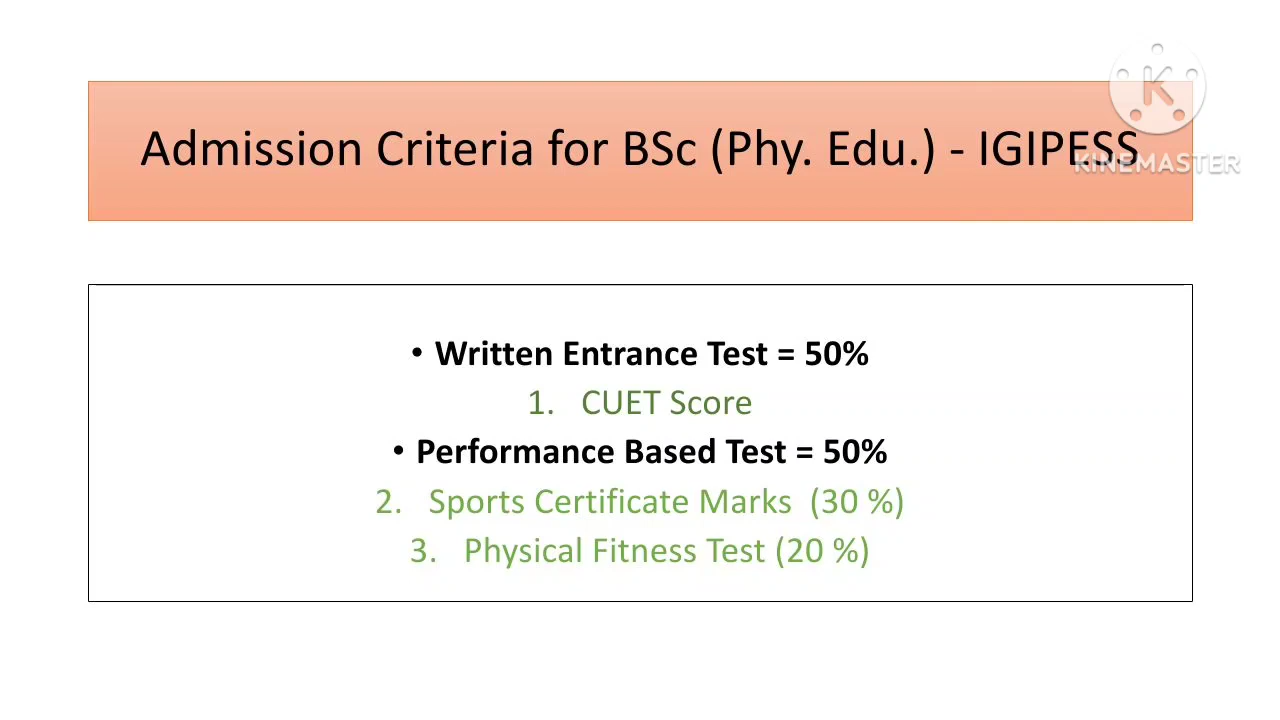 K
Admission Criteria for BSc (Phy. Edu.) - IGIPESS
KINEMASTER
• Written Entrance Test = 50%
1. CUET Score
• Performance Based Test = 50%
2. Sports Certificate Marks (30 %)
3. Physical Fitness Test (20 %)